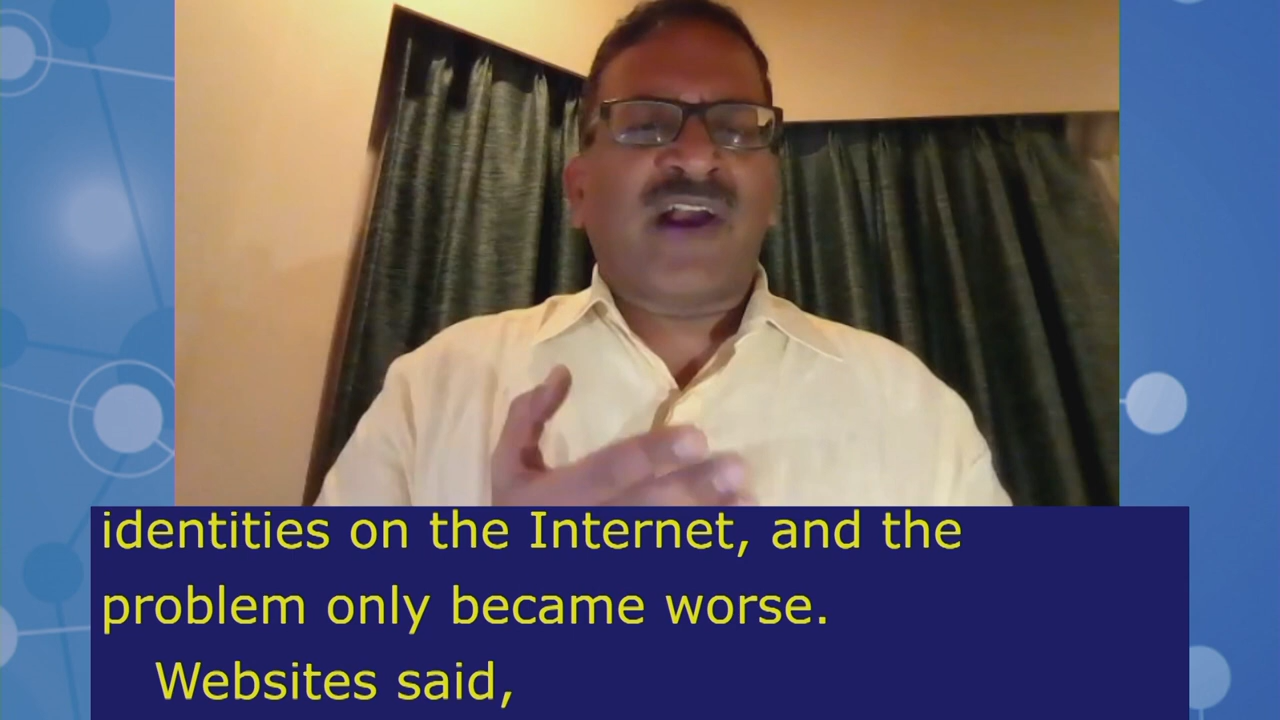 identities on the Internet, and the
problem only became worse.
Websites said,